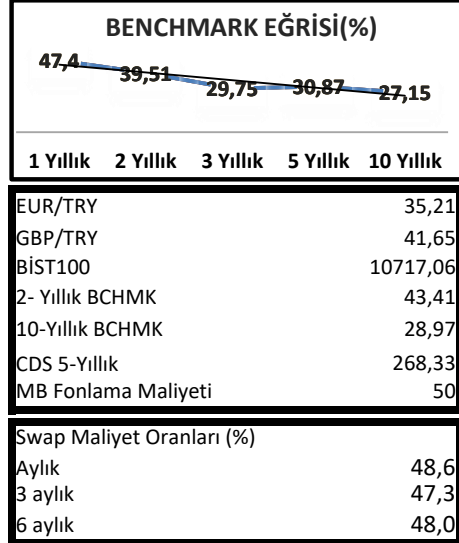 BENCHMARK EĞRİSİ(%)
47,4 39,51 29,75 30,87 27,15
1 Yıllık 2 Yıllık 3 Yıllık 5 Yıllık 10 Yıllık
EUR/TRY 35,21
GBP/TRY 41,65
BİST100 10717,06
2- Yıllık BCHMK 43,41
10-Yıllık BCHMK 28,97
CDS 5-Yıllık 268,33
MB Fonlama Maliyeti 50
Swap Maliyet Oranları (%)
Aylık 48,6
3 aylık 47,3
6 aylık 48,0